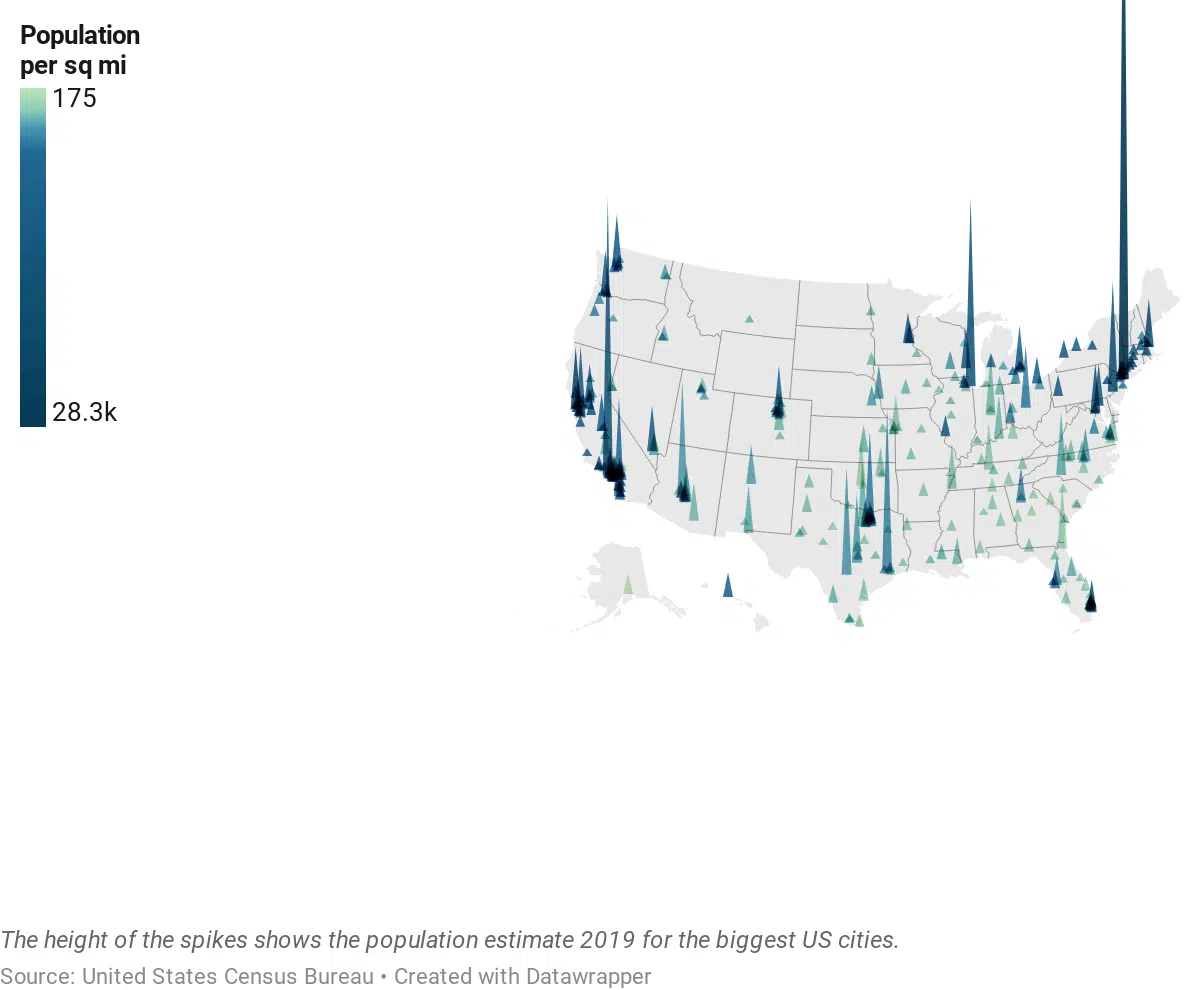 Population
per sq mi
175
28.3k
The height of the spikes shows the population estimate 2019 for the biggest US cities.
Source: United States Census Bureau • Created with Datawrapper